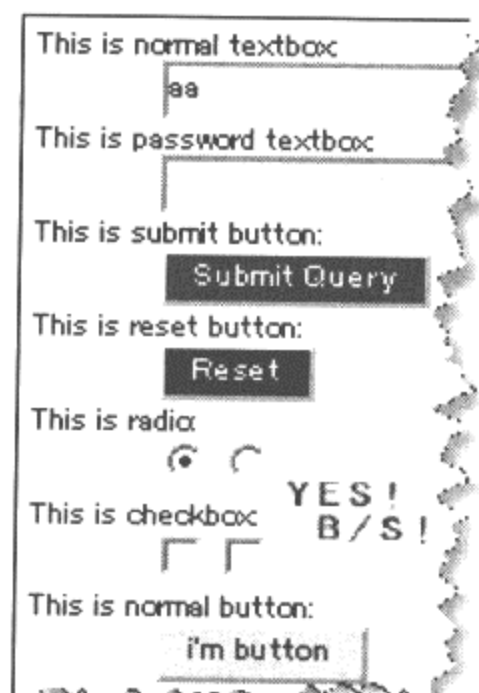 This is normal textbox:
aa
This is password textbox:
This is submit button:
Submit Query
This is reset button:
Reset
This is radio:
This is checkbox:
YES!
B/S!
This is normal button:
i'm button